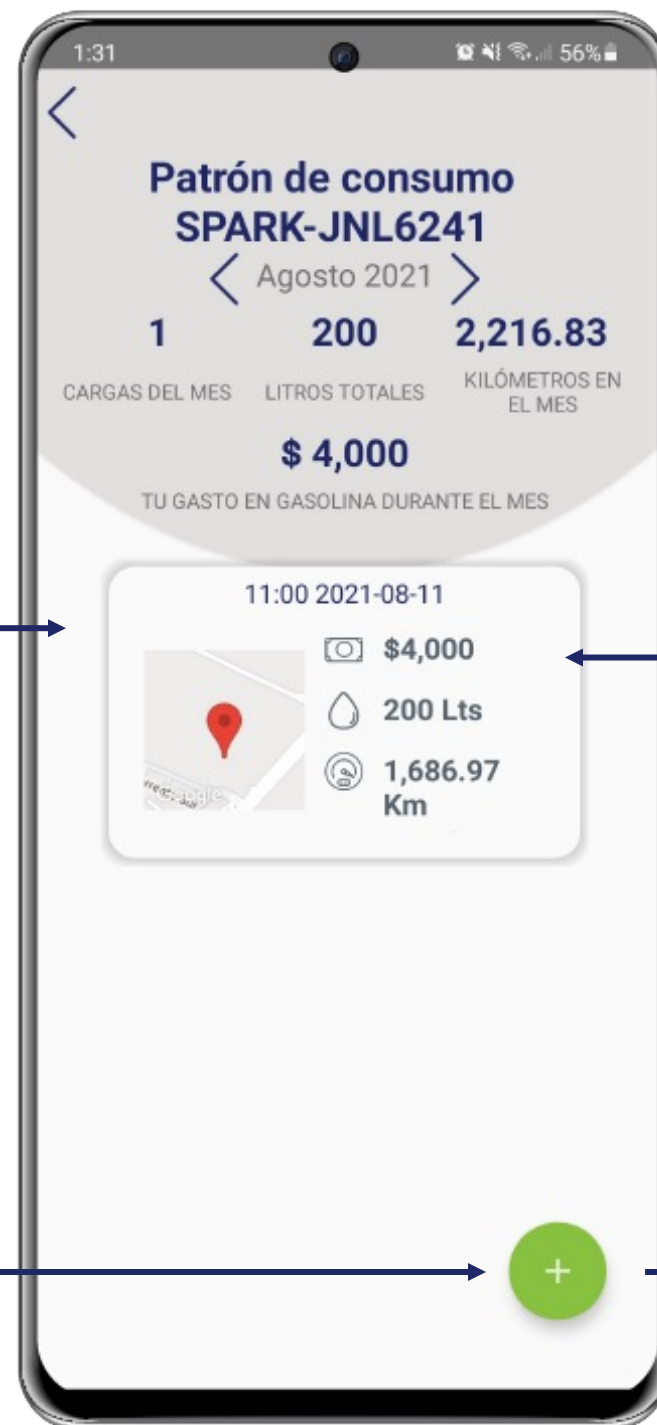 1:31
56%
Patrón de consumo
SPARK-JNL6241
Agosto 2021
1
200
2,216.83
CARGAS DEL MES
LITROS TOTALES
KILÓMETROS EN
EL MES
$ 4,000
TU GASTO EN GASOLINA DURANTE EL MES
11:00 2021-08-11
$4,000
200 Lts
1,686.97
Km
Google
+